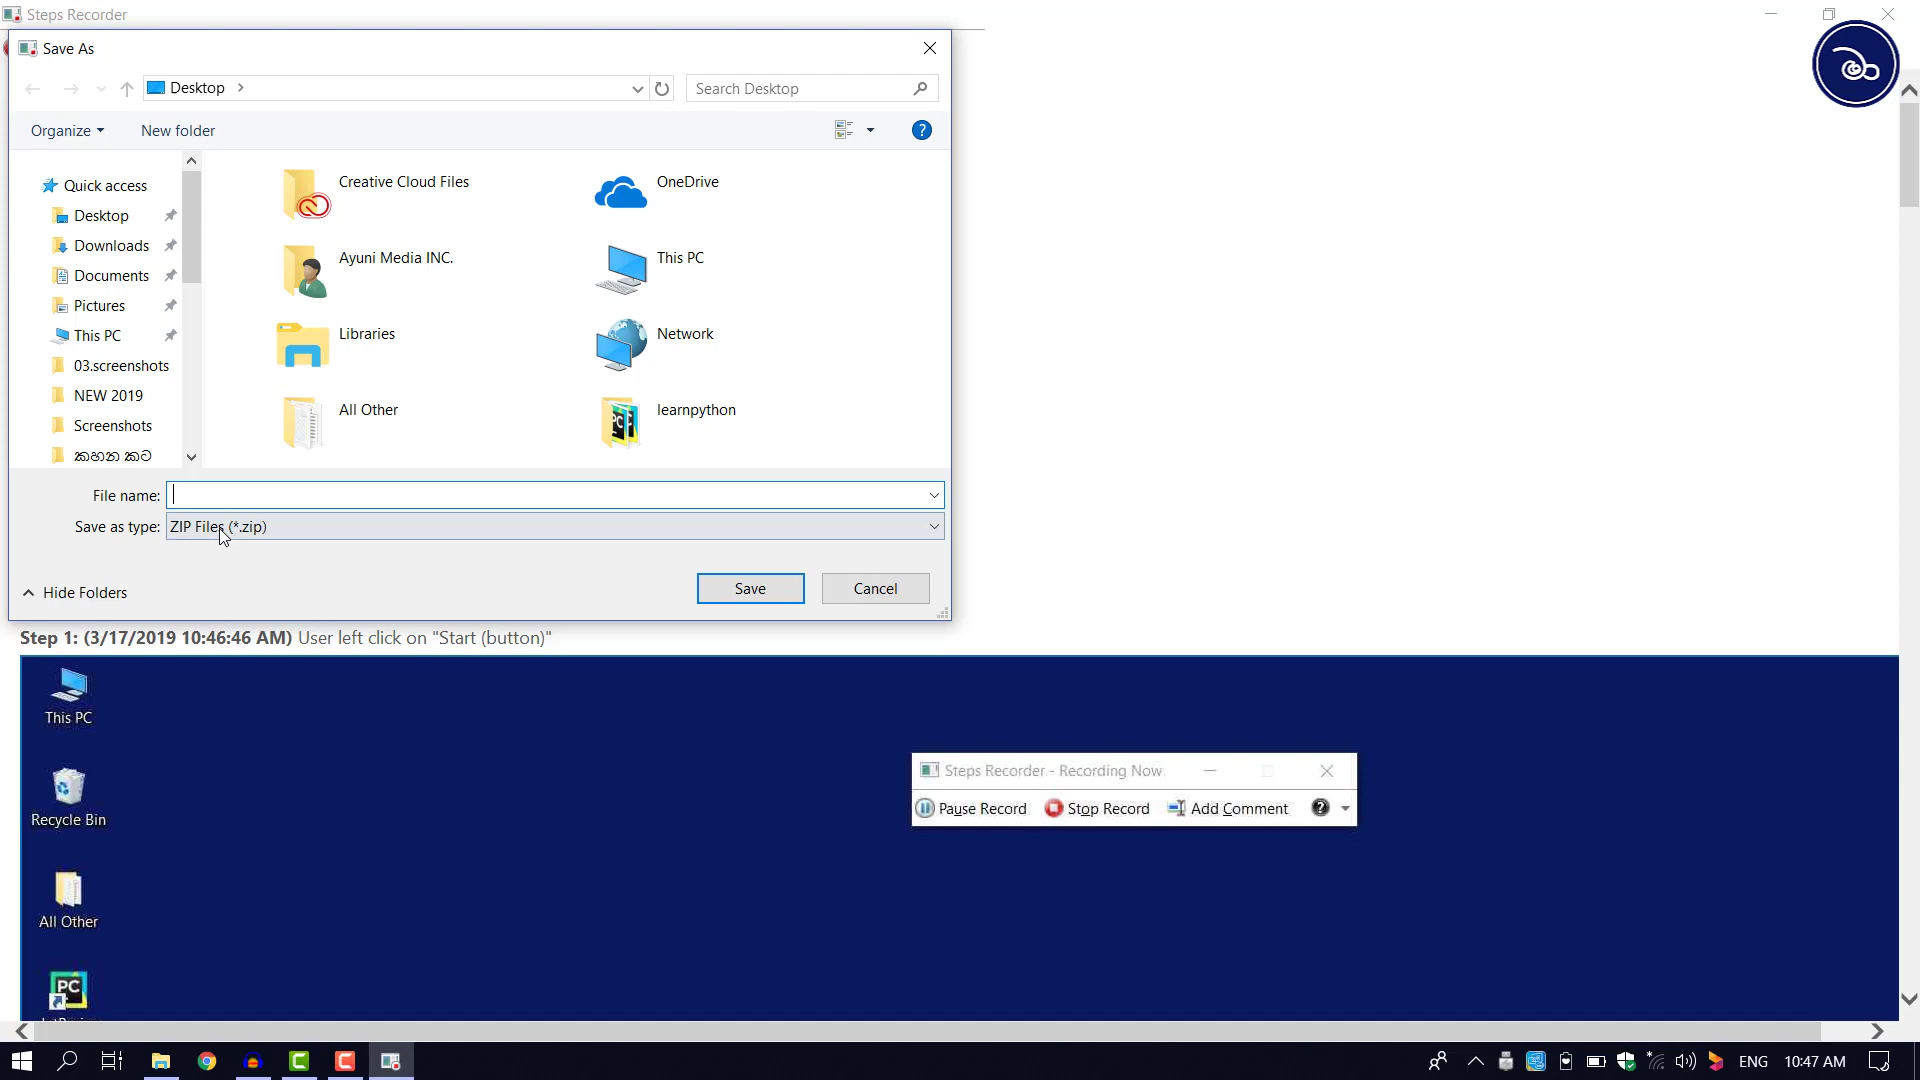 Steps Recorder
Save As
Desktop
Search Desktop
Organize
New folder
?
Quick access
Desktop
Downloads
Documents
Pictures
This PC
03.screenshots
NEW 2019
Screenshots
කහන කට
Creative Cloud Files
OneDrive
Ayuni Media INC.
This PC
Libraries
Network
All Other
learnpython
File name:
Save as type: ZIP Files (*.zip)
Hide Folders
Save
Cancel
Step 1: (3/17/2019 10:46:46 AM) User left click on "Start (button)"
This PC
Recycle Bin
All Other
PC
Steps Recorder - Recording Now
Pause Record
Stop Record
Add Comment
?
ENG
10:47 AM